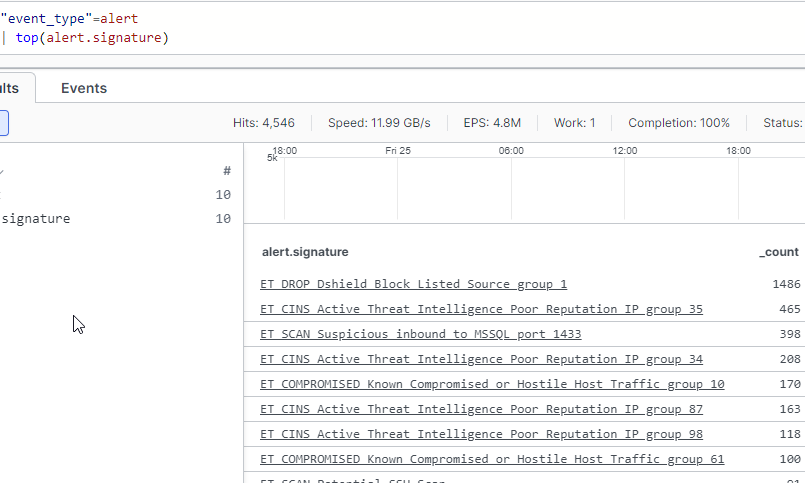 "event_type"=alert
| top(alert.signature)
Events
Hits: 4,546 Speed: 11.99 GB/s EPS: 4.8M Work: 1 Completion: 100% Status:
#
10
signature 10
5k 18:00 Fri 25 06:00 12:00 18:00
alert.signature _count
ET DROP Dshield Block Listed Source group 1 1486
ET CINS Active Threat Intelligence Poor Reputation IP group 35 465
ET SCAN Suspicious inbound to MSSQL port 1433 398
ET CINS Active Threat Intelligence Poor Reputation IP group 34 208
ET COMPROMISED Known Compromised or Hostile Host Traffic group 10 170
ET CINS Active Threat Intelligence Poor Reputation IP group 87 163
ET CINS Active Threat Intelligence Poor Reputation IP group 98 118
ET COMPROMISED Known Compromised or Hostile Host Traffic group 61 100